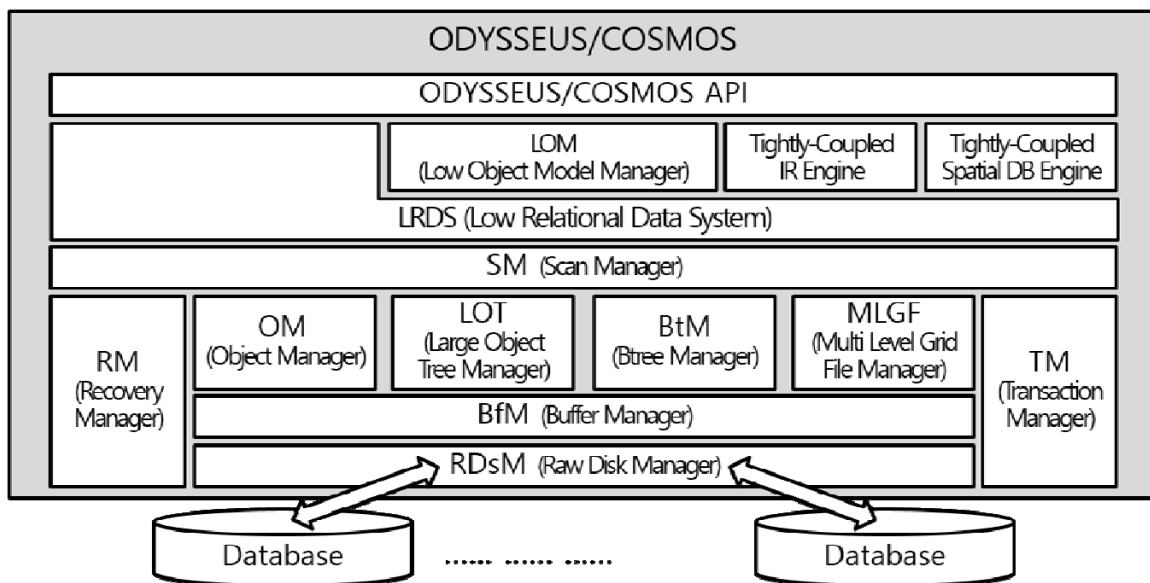 ODYSSEUS/COSMOS
ODYSSEUS/COSMOS API
LOM
(Low Object Model Manager)
Tightly-Coupled
IR Engine
Tightly-Coupled
Spatial DB Engine
LRDS (Low Relational Data System)
SM (Scan Manager)
RM
(Recovery
Manager)
OM
(Object Manager)
LOT
(Large Object
Tree Manager)
BtM
(Btree Manager)
MLGF
(Multi Level Grid
File Manager)
TM
(Transaction
Manager)
BfM (Buffer Manager)
RDsM (Raw Disk Manager)
Database
...... ...... ......
Database